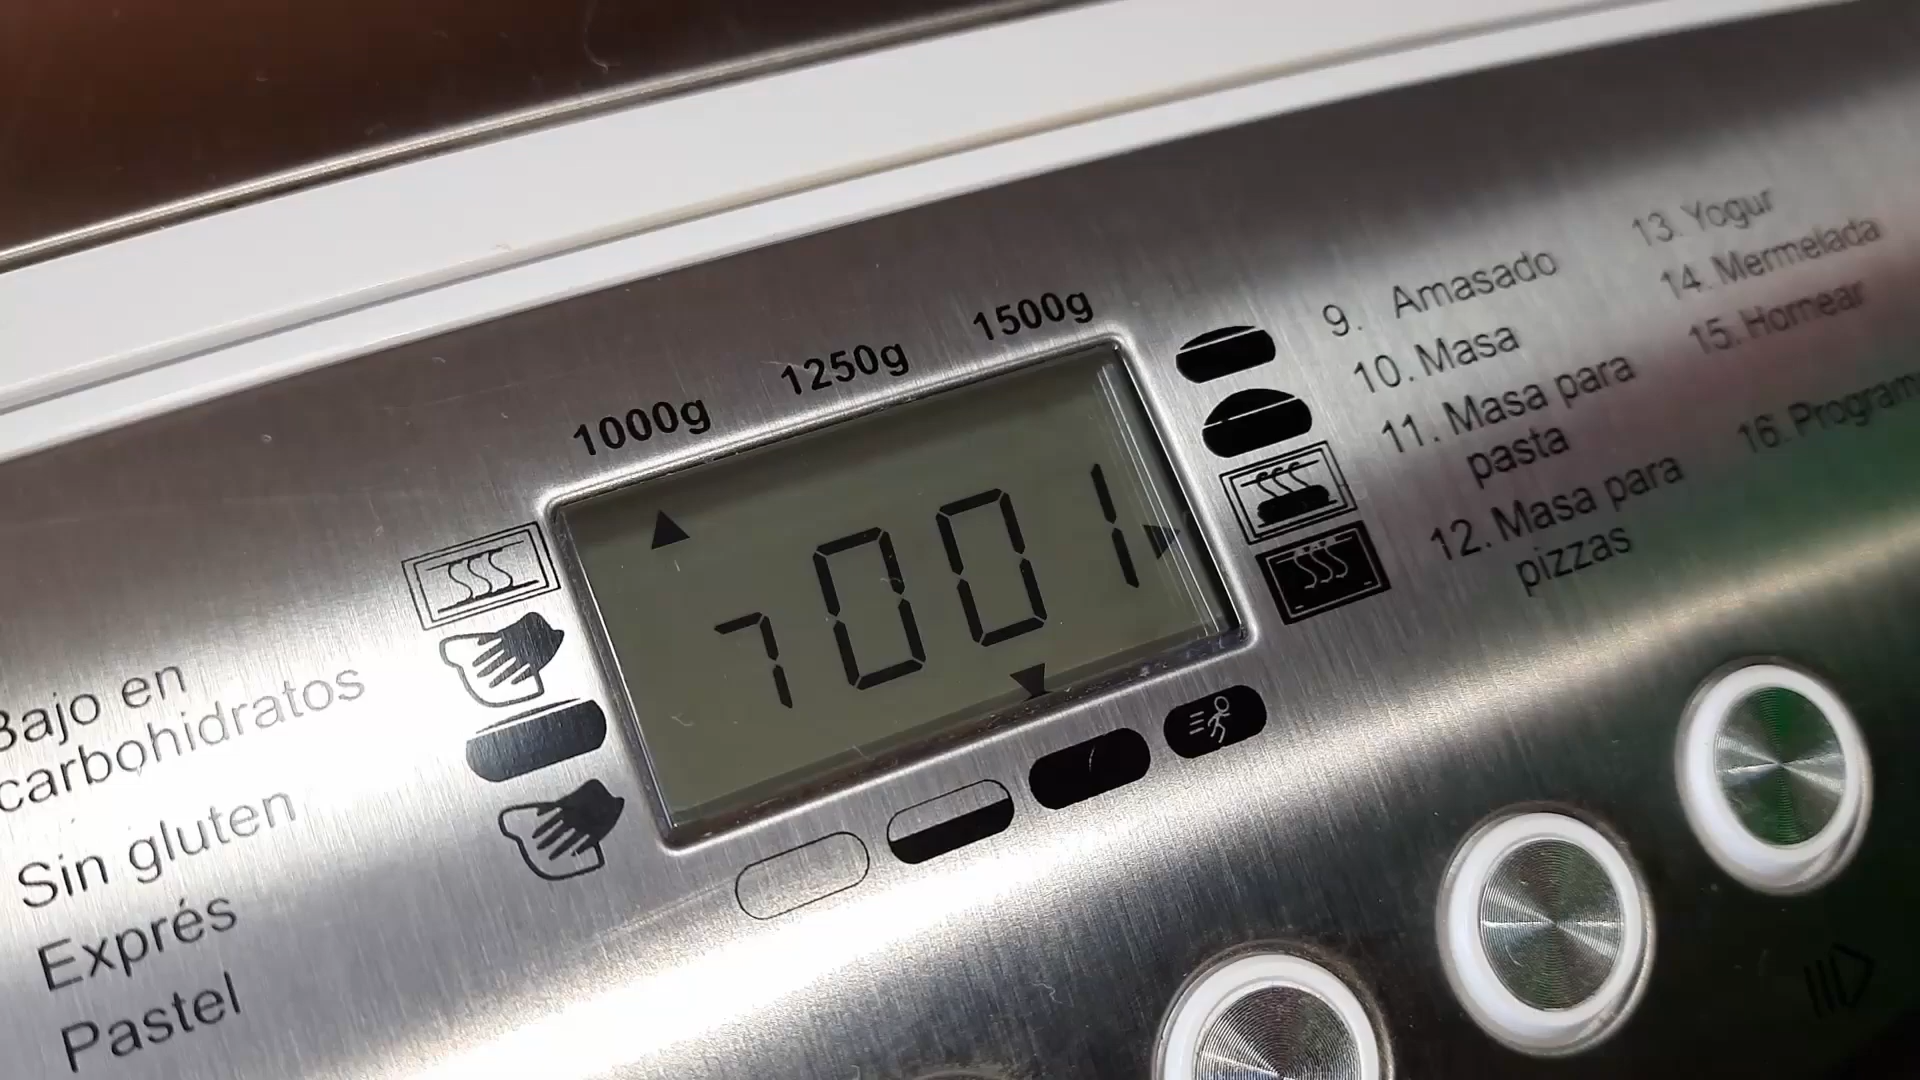 1000g 1250g 1500g
7001
Bajo en
carbohidratos
Sin gluten
Exprés
Pastel
9. Amasado
10. Masa
11. Masa para
pasta
12. Masa para
pizzas
13. Yogur
14. Mermelada
15. Hornear
16.